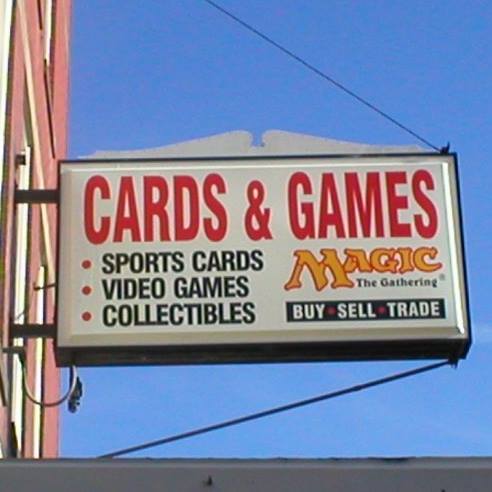 CARDS & GAMES
• SPORTS CARDS
• VIDEO GAMES
• COLLECTIBLES
MAGIC
The Gathering®
BUY • SELL • TRADE